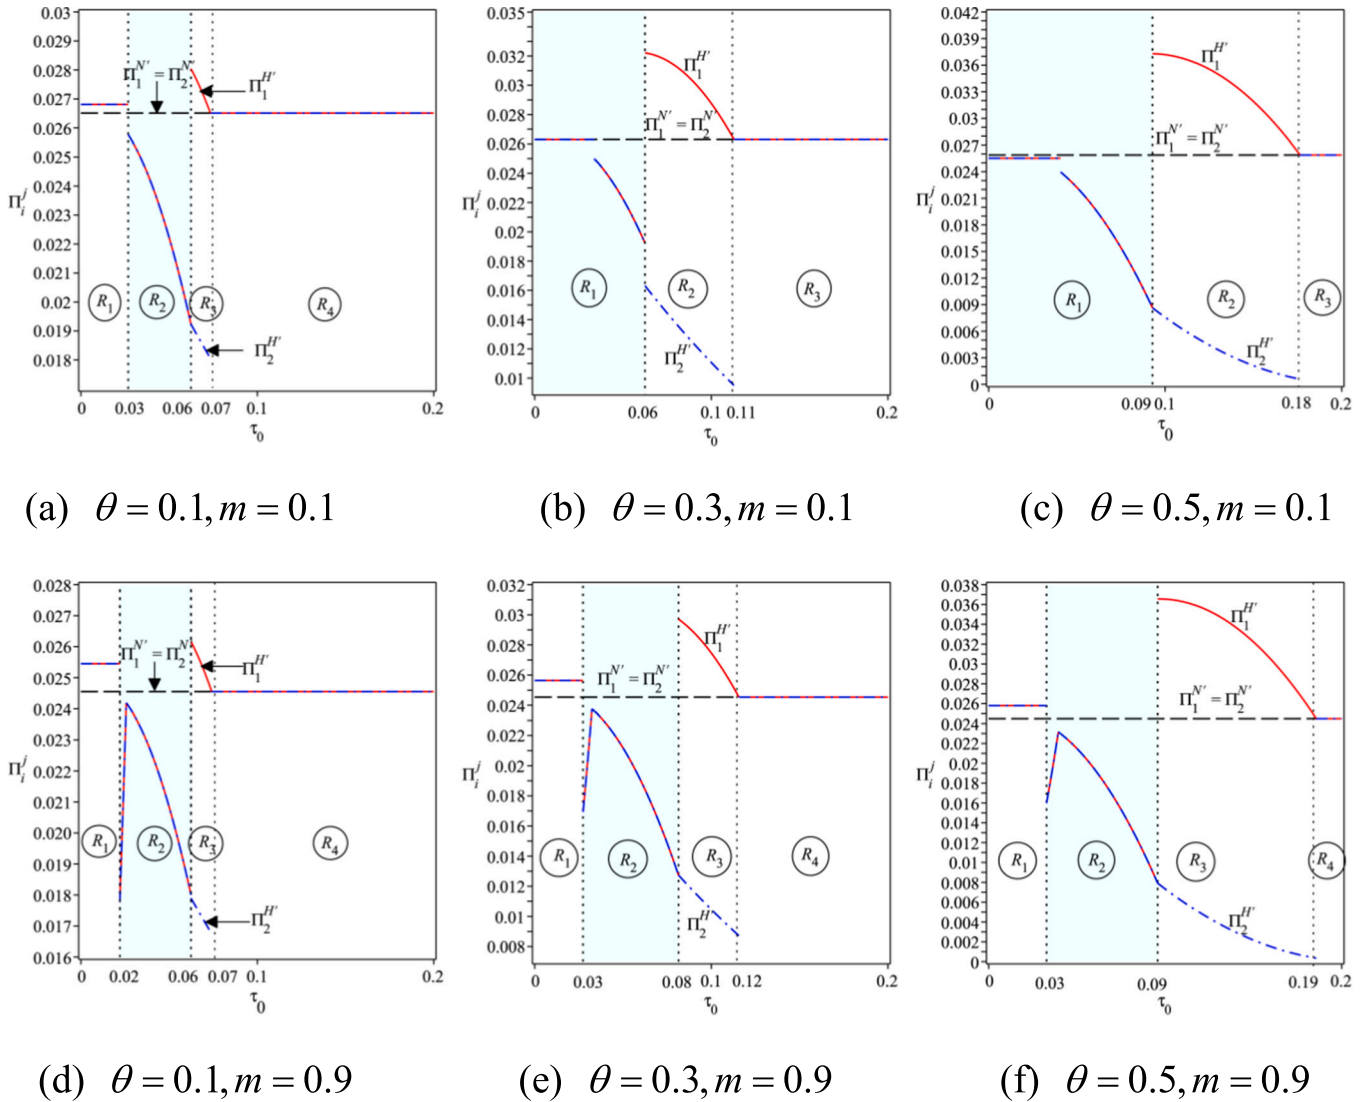 0.03
0.029
0.028
0.027
0.026
0.025
0.024
0.023
0.022
0.021
0.02
0.019
0.018
Π_i^j
Π_1^{N'} = Π_2^{N'}
Π_1^{H'}
Π_2^{H'}
R_1 R_2 R_3 R_4
0 0.03 0.06 0.07 0.1 0.2
τ_0
0.035
0.032
0.03
0.028
0.026
0.024
0.022
0.02
0.018
0.016
0.014
0.012
0.01
Π_i^j
Π_1^{H'}
Π_1^{N'} = Π_2^{N'}
Π_2^{H'}
R_1 R_2 R_3
0 0.06 0.1 0.11 0.2
τ_0
0.042
0.039
0.036
0.033
0.03
0.027
0.024
0.021
0.018
0.015
0.012
0.009
0.006
0.003
0
Π_i^j
Π_1^{H'}
Π_1^{N'} = Π_2^{N'}
Π_2^{H'}
R_1 R_2 R_3
0 0.09 0.1 0.18 0.2
τ_0
(a) θ = 0.1, m = 0.1
(b) θ = 0.3, m = 0.1
(c) θ = 0.5, m = 0.1
0.028
0.027
0.026
0.025
0.024
0.023
0.022
0.021
0.020
0.019
0.018
0.017
0.016
Π_i^j
Π_1^{N'} = Π_2^{N}
Π_1^{H'}
Π_2^{H'}
R_1 R_2 R_3 R_4
0 0.02 0.06 0.07 0.1 0.2
τ_0
0.032
0.03
0.028
0.026
0.024
0.022
0.02
0.018
0.016
0.014
0.012
0.01
0.008
Π_i^j
Π_1^{H'}
Π_1^{N'} = Π_2^{N'}
Π_2^{H'}
R_1 R_2 R_3 R_4
0 0.03 0.08 0.1 0.12 0.2
τ_0
0.038
0.036
0.034
0.032
0.03
0.03
0.028
0.026
0.024
0.022
0.02
0.018
0.016
0.014
0.012
0.01
0.008
0.006
0.004
0.002
0
Π_i^j
Π_1^{H'}
Π_1^{N'} = Π_2^{N'}
Π_2^{H'}
R_1 R_2 R_3 R_4
0 0.03 0.09 0.19 0.2
τ_0
(d) θ = 0.1, m = 0.9
(e) θ = 0.3, m = 0.9
(f) θ = 0.5, m = 0.9